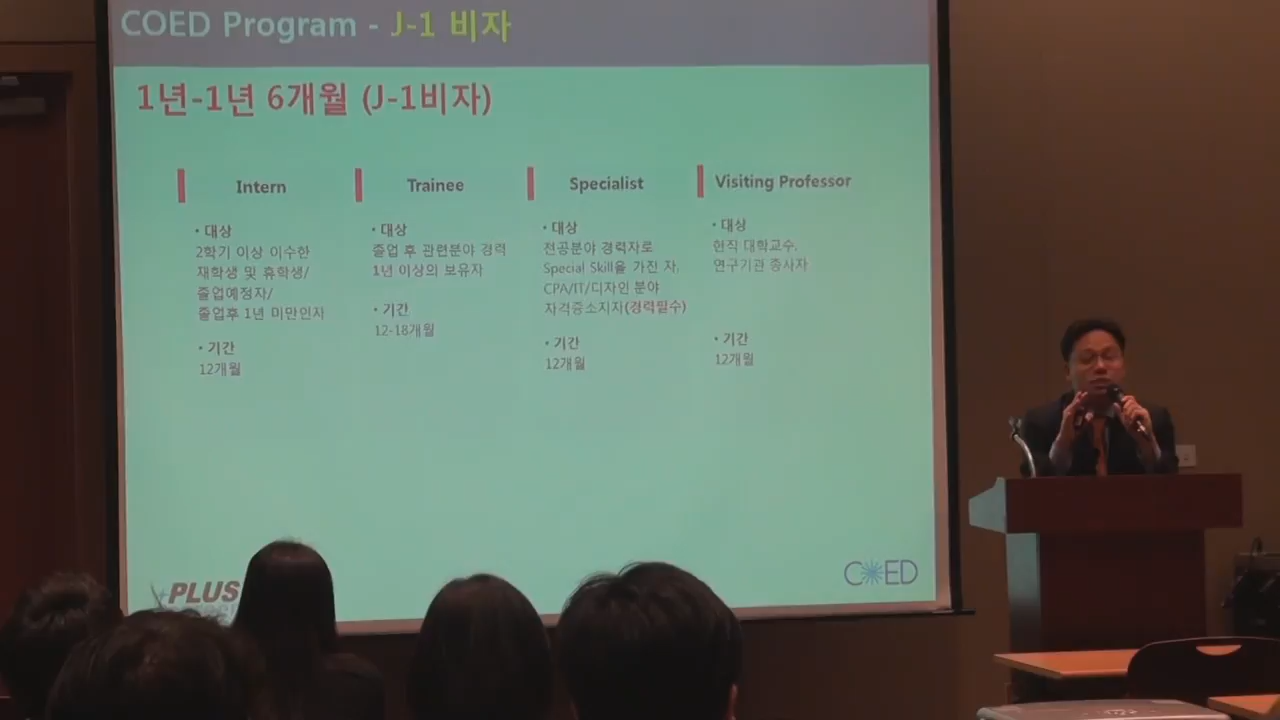 COED Program - J-1 비자
1년-1년 6개월 (J-1비자)
Intern
• 대상
2학기 이상 이수한
재학생 및 휴학생/
졸업예정자/
졸업후 1년 미만인자
• 기간
12개월
Trainee
• 대상
졸업 후 관련분야 경력
1년 이상의 보유자
• 기간
12-18개월
Specialist
• 대상
전공분야 경력자로
Special Skill을 가진 자,
CPA/IT/디자인 분야
자격증소지자(경력필수)
• 기간
12개월
Visiting Professor
• 대상
현직 대학교수,
연구기관 종사자
• 기간
12개월
PLUS
COED